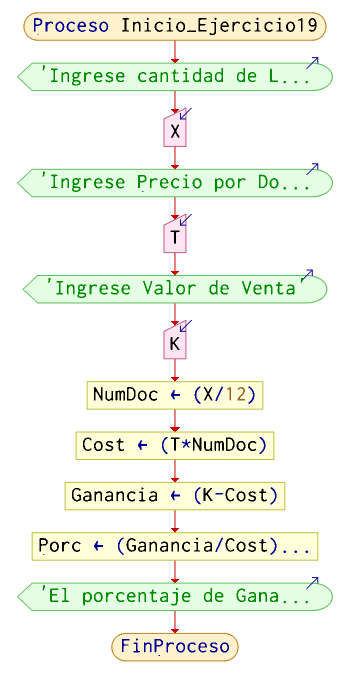 Proceso Inicio_Ejercicio19
'Ingrese cantidad de L...
X
'Ingrese Precio por Do...
T
'Ingrese Valor de Venta'
K
NumDoc ← (X/12)
Cost ← (T*NumDoc)
Ganancia ← (K-Cost)
Porc ← (Ganancia/Cost)...
'El porcentaje de Gana...
FinProceso